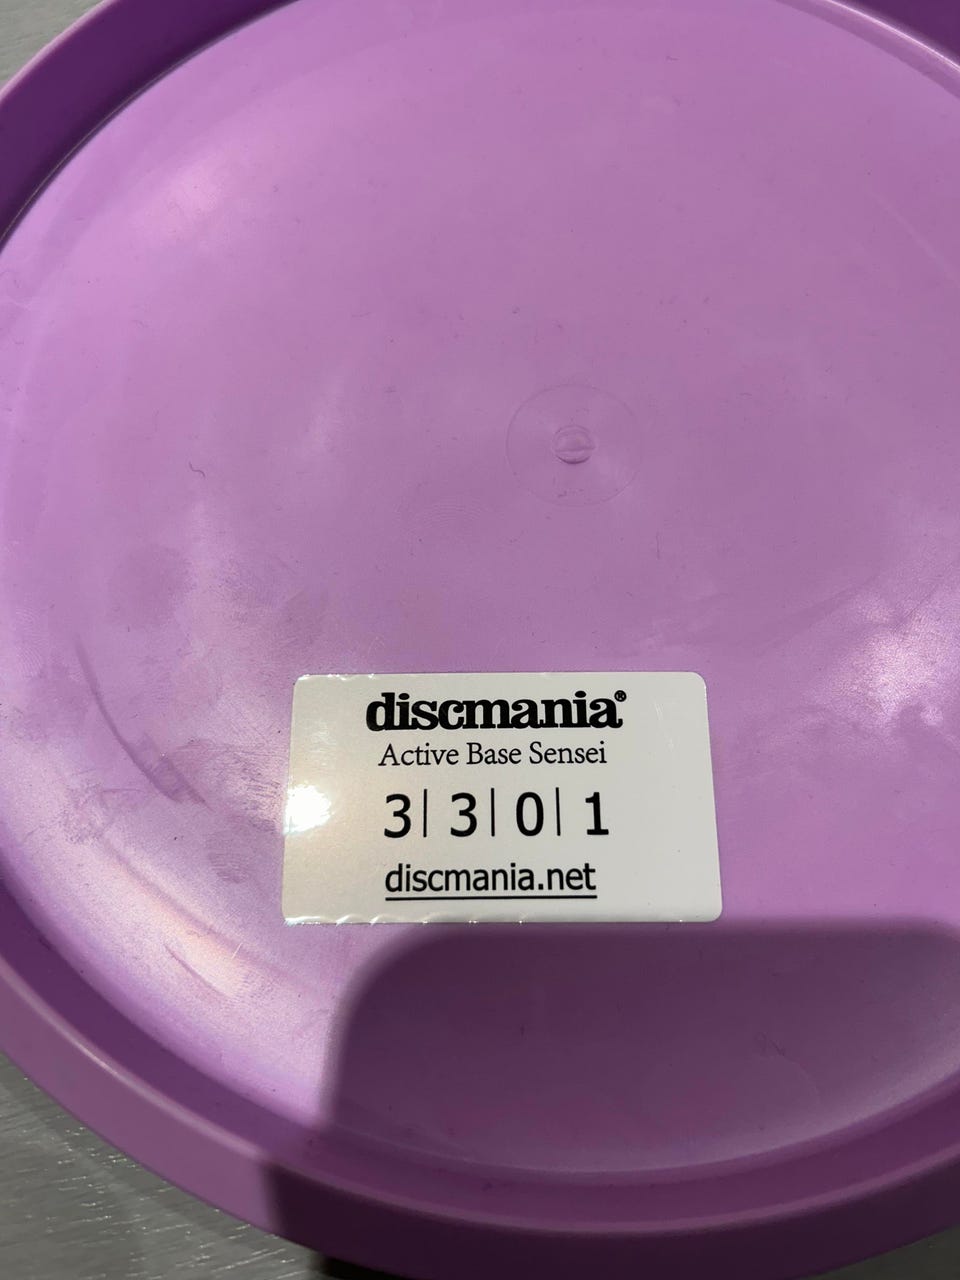 discmania®
Active Base Sensei
3| 3| 0| 1
discmania.net